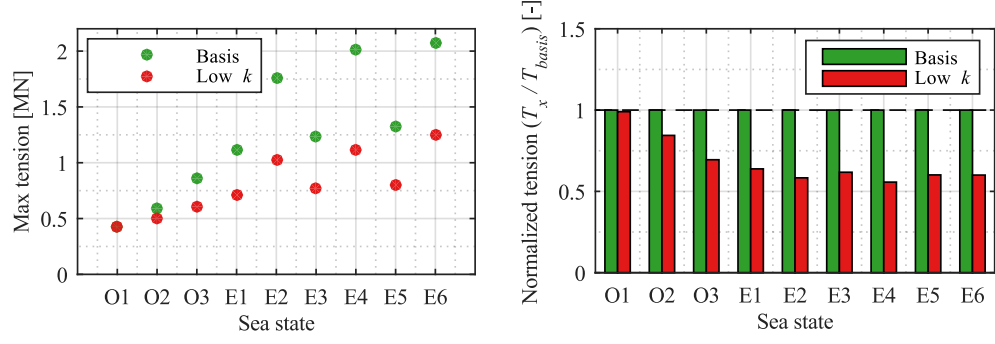 Max tension [MN]
2
1.5
1
0.5
0
Basis
Low k
O1 O2 O3 E1 E2 E3 E4 E5 E6
Sea state
Normalized tension (T_x / T_basis) [-]
1.5
1
0.5
0
Basis
Low k
O1 O2 O3 E1 E2 E3 E4 E5 E6
Sea state